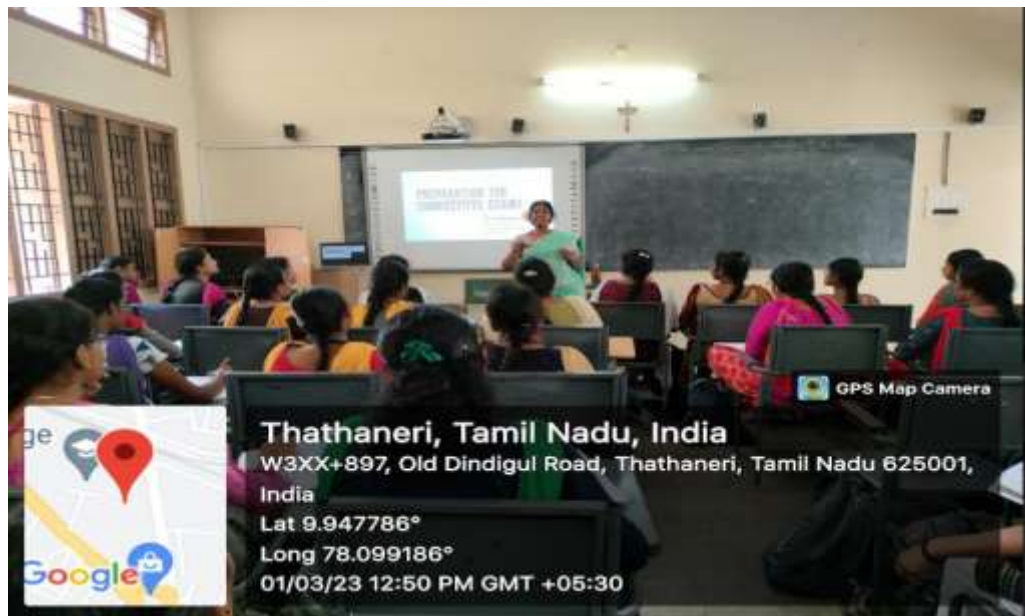 PREPARATION FOR
COMPETITIVE EXAMS
GPS Map Camera
Thathaneri, Tamil Nadu, India
W3XX+897, Old Dindigul Road, Thathaneri, Tamil Nadu 625001,
India
Lat 9.947786°
Long 78.099186°
01/03/23 12:50 PM GMT +05:30
ge
Google